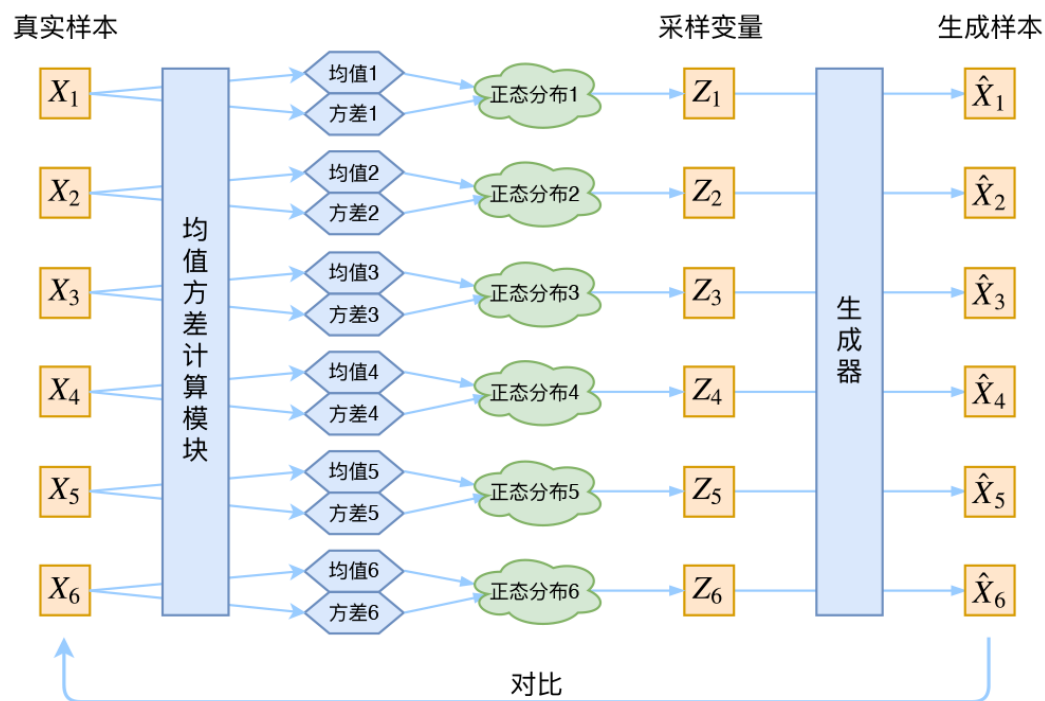 真实样本 采样变量 生成样本
X₁ 均值1 正态分布1 Z₁ X̂₁
方差1
X₂ 均值2 正态分布2 Z₂ X̂₂
方差2
均值方差计算模块
X₃ 均值3 正态分布3 Z₃ X̂₃
方差3
生成器
X₄ 均值4 正态分布4 Z₄ X̂₄
方差4
X₅ 均值5 正态分布5 Z₅ X̂₅
方差5
X₆ 均值6 正态分布6 Z₆ X̂₆
方差6
对比